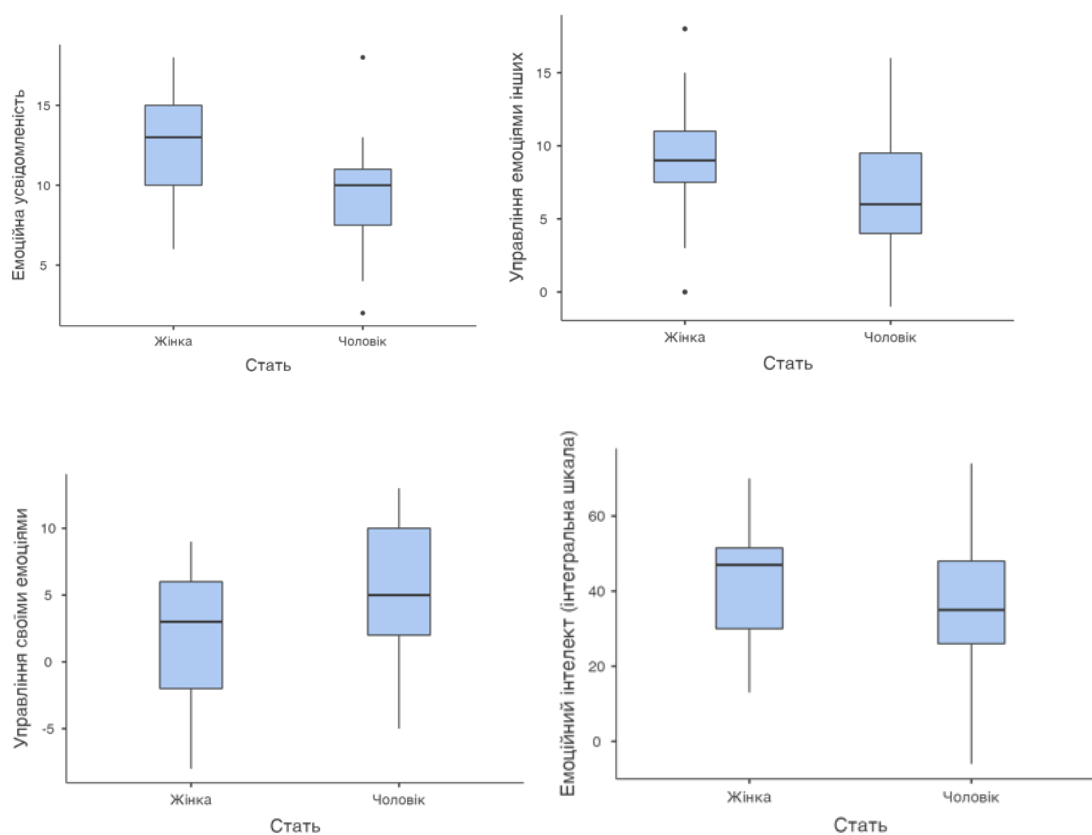 Емоційна усвідомленість
15
10
5
Жінка
Чоловік
Стать
Управління емоціями інших
15
10
5
0
Жінка
Чоловік
Стать
Управління своїми емоціями
10
5
0
-5
Жінка
Чоловік
Стать
Емоційний інтелект (інтегральна шкала)
60
40
20
0
Жінка
Чоловік
Стать